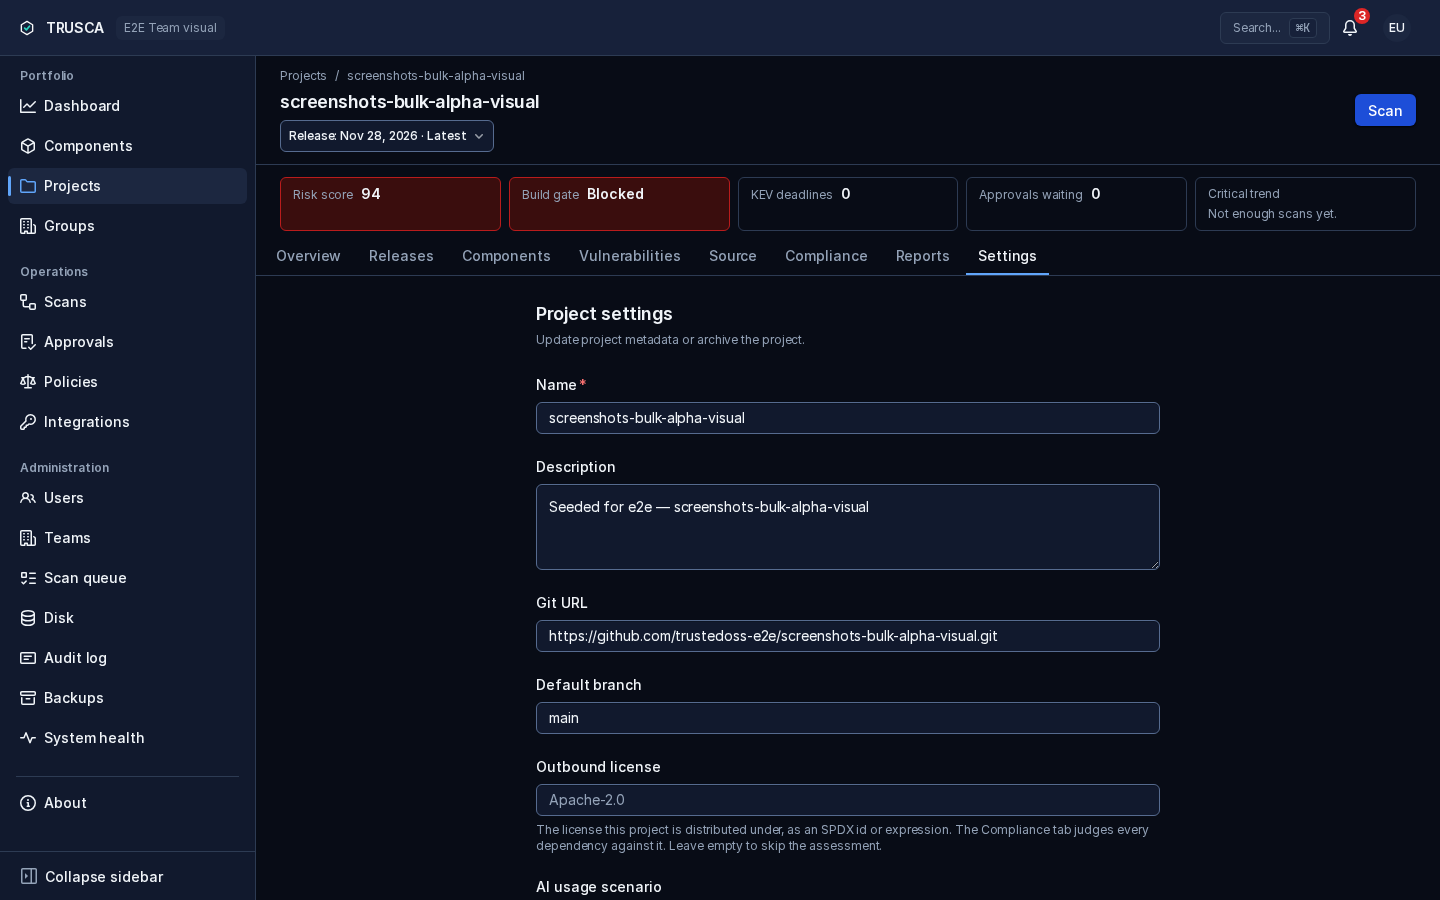 TRUSCA
E2E Team visual
Search...
⌘K
3
EU
Portfolio
Dashboard
Components
Projects
Groups
Operations
Scans
Approvals
Policies
Integrations
Administration
Users
Teams
Scan queue
Disk
Audit log
Backups
System health
About
Collapse sidebar
Projects / screenshots-bulk-alpha-visual
screenshots-bulk-alpha-visual
Release: Nov 28, 2026 · Latest
Scan
Risk score 94
Build gate Blocked
KEV deadlines 0
Approvals waiting 0
Critical trend
Not enough scans yet.
Overview
Releases
Components
Vulnerabilities
Source
Compliance
Reports
Settings
Project settings
Update project metadata or archive the project.
Name *
screenshots-bulk-alpha-visual
Description
Seeded for e2e — screenshots-bulk-alpha-visual
Git URL
https://github.com/trustedoss-e2e/screenshots-bulk-alpha-visual.git
Default branch
main
Outbound license
Apache-2.0
The license this project is distributed under, as an SPDX id or expression. The Compliance tab judges every
dependency against it. Leave empty to skip the assessment.
AI usage scenario